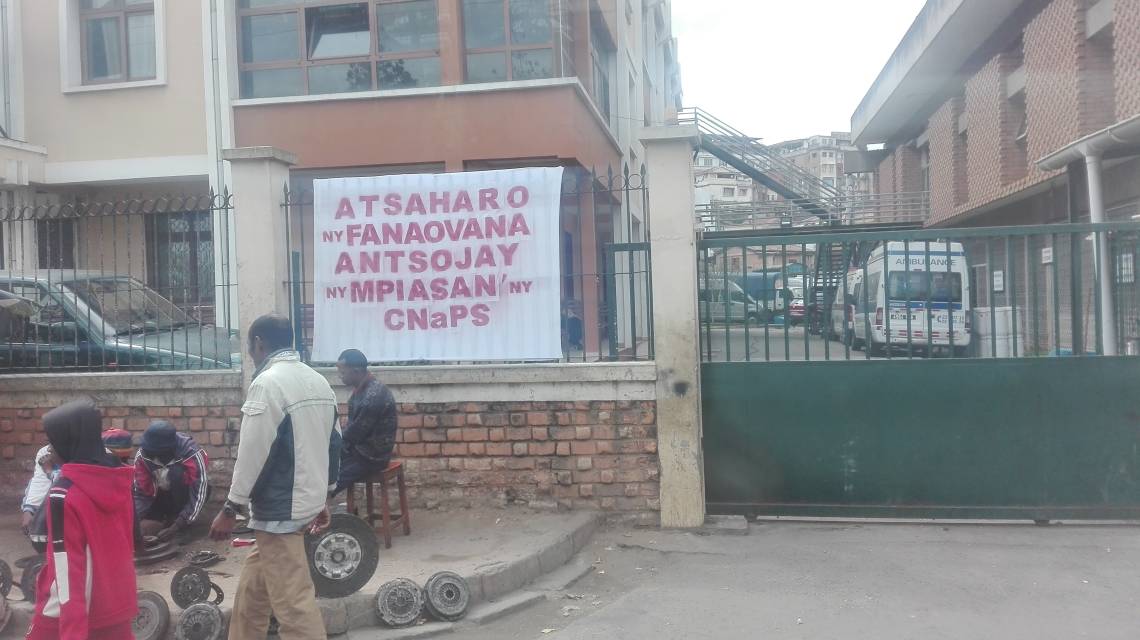 ATSAHARO
NY FANAOVANA
ANTSOJAY
NY MPIASAN' NY
CNaPS
AMBULANCE